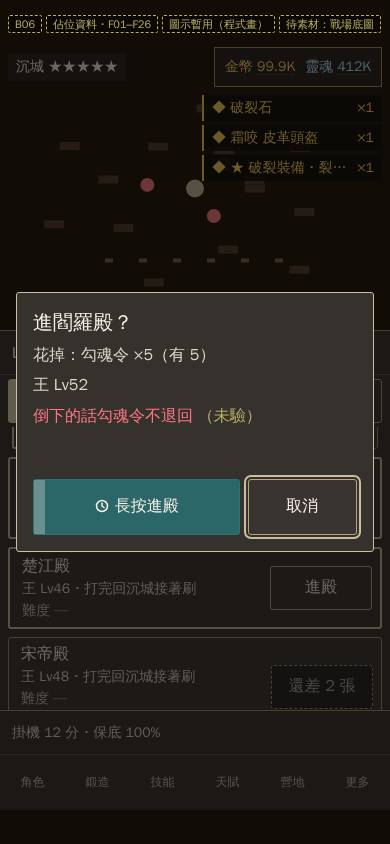 B06 佔位資料・F01–F26 圖示暫用（程式畫） 待素材：戰場底圖
沉城 ★★★★★ 金幣 99.9K 靈魂 412K
◆ 破裂石 ×1
◆ 霜咬 皮革頭盔 ×1
◆ ★ 破裂裝備・裂… ×1
進閻羅殿？
花掉：勾魂令 ×5（有 5）
王 Lv52
倒下的話勾魂令不退回 （未驗）
長按進殿 取消
楚江殿
王 Lv46・打完回沉城接著刷 進殿
難度 —
宋帝殿
王 Lv48・打完回沉城接著刷 還差 2 張
難度 —
掛機 12 分・保底 100%
角色 鍛造 技能 天賦 營地 更多